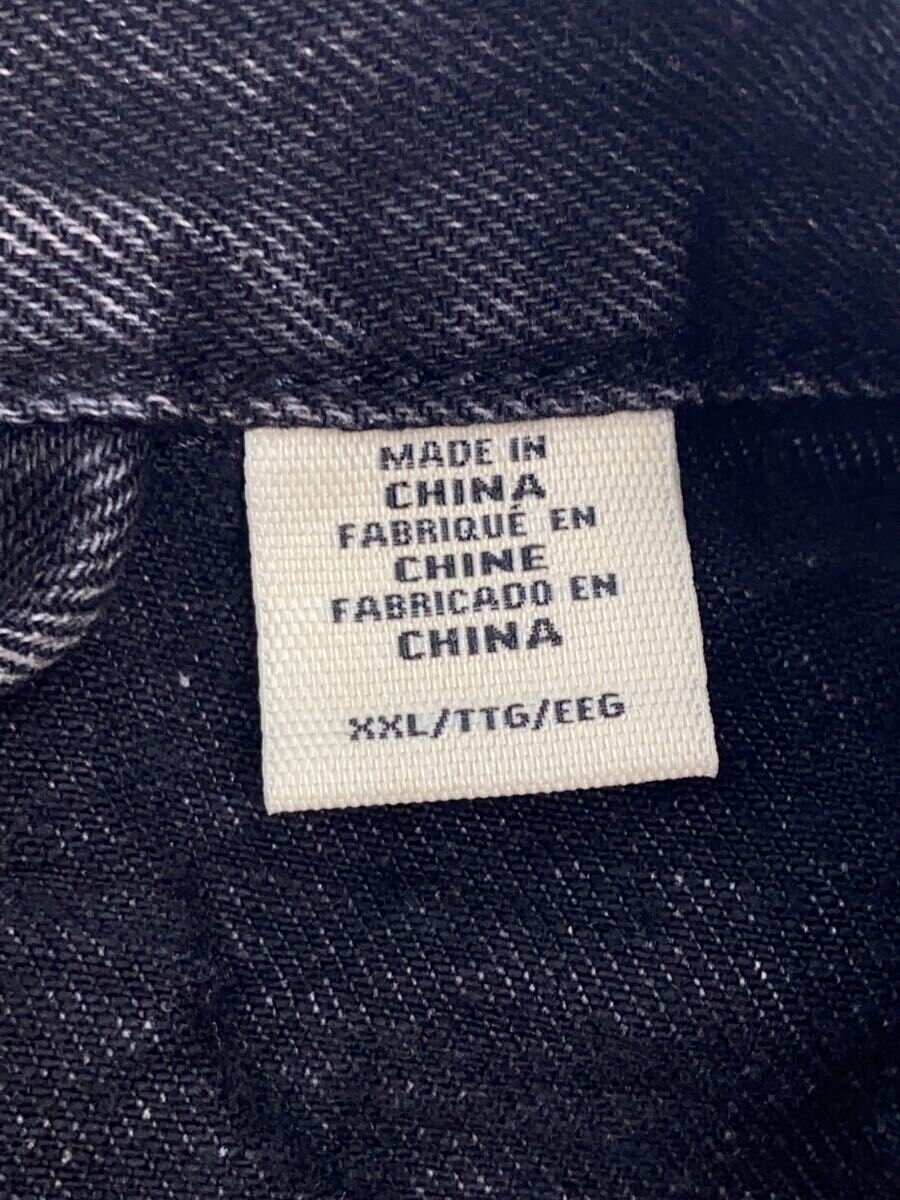 MADE IN
CHINA
FABRIQUÉ EN
CHINE
FABRICADO EN
CHINA
XXL/TTG/EEG